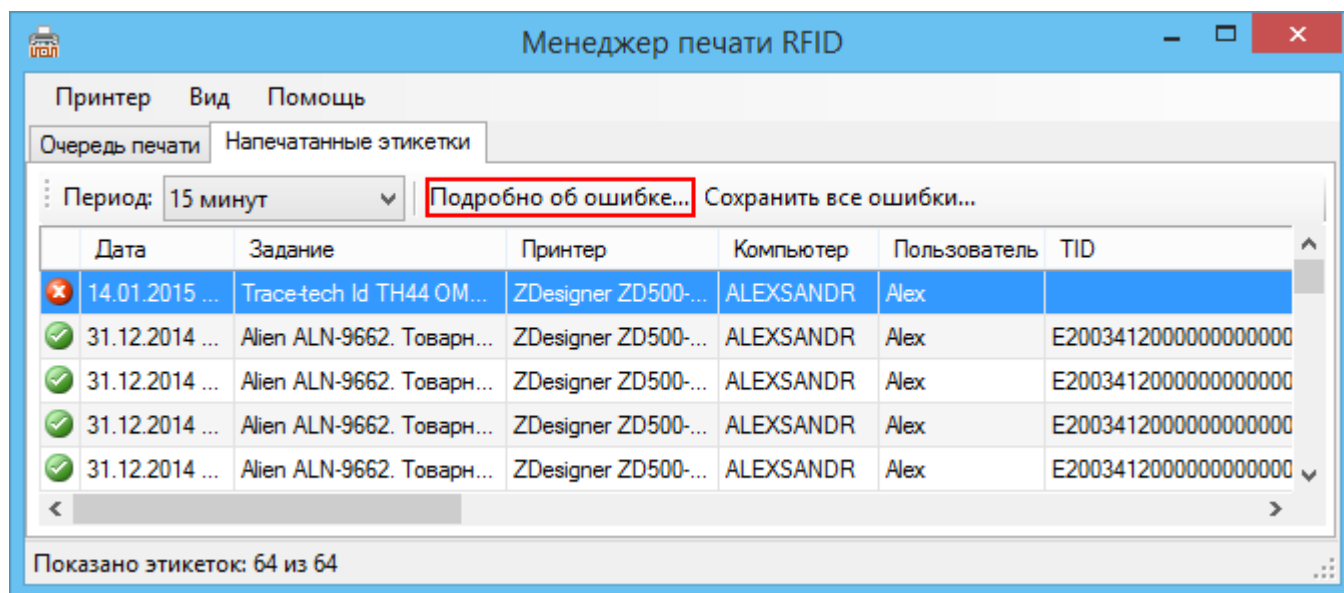 Менеджер печати RFID
Принтер Вид Помощь
Очередь печати Напечатанные этикетки
Период: 15 минут Подробно об ошибке... Сохранить все ошибки...
Дата Задание Принтер Компьютер Пользователь TID
14.01.2015 ... Trace-tech Id TH44 OM... ZDesigner ZD500-... ALEXSANDR Alex
31.12.2014 ... Alien ALN-9662. Товарн... ZDesigner ZD500-... ALEXSANDR Alex E2003412000000000000
31.12.2014 ... Alien ALN-9662. Товарн... ZDesigner ZD500-... ALEXSANDR Alex E2003412000000000000
31.12.2014 ... Alien ALN-9662. Товарн... ZDesigner ZD500-... ALEXSANDR Alex E2003412000000000000
31.12.2014 ... Alien ALN-9662. Товарн... ZDesigner ZD500-... ALEXSANDR Alex E2003412000000000000
Показано этикеток: 64 из 64